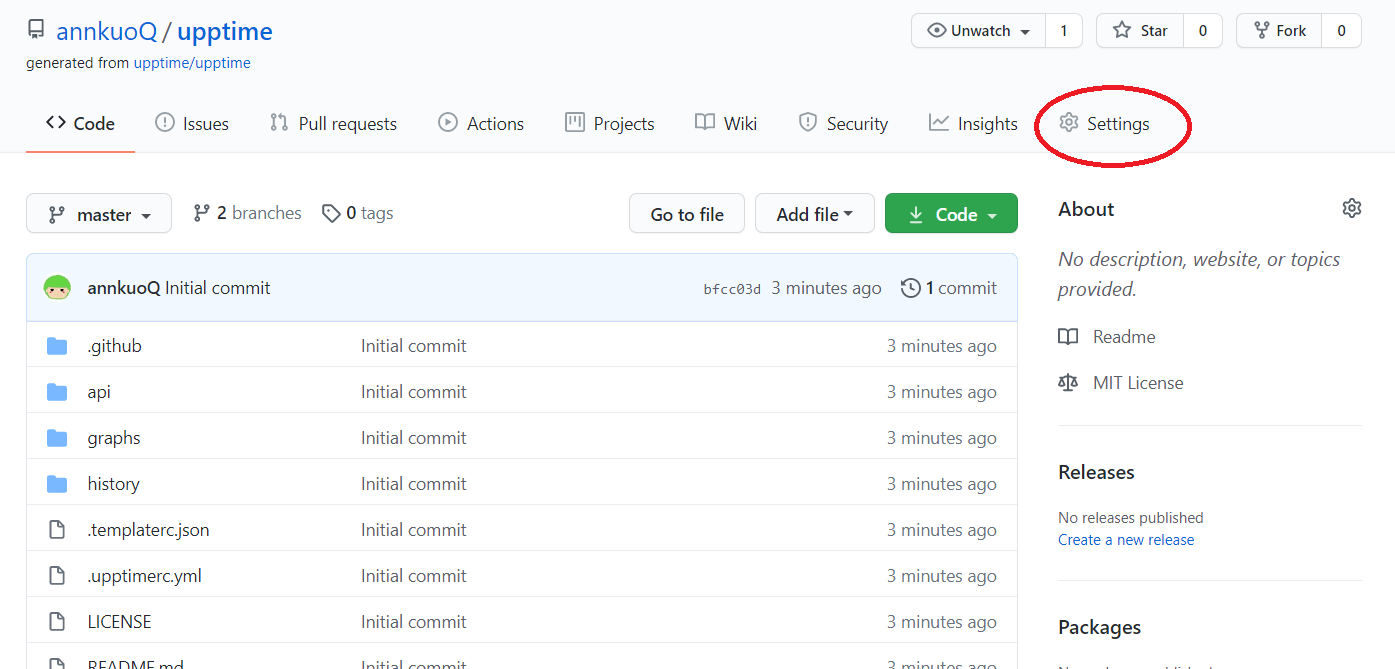 annkuoQ / upptime
Unwatch 1 Star 0 Fork 0
generated from upptime/upptime
Code Issues Pull requests Actions Projects Wiki Security Insights Settings
master 2 branches 0 tags Go to file Add file Code
annkuoQ Initial commit bfcc03d 3 minutes ago 1 commit
.github Initial commit 3 minutes ago
api Initial commit 3 minutes ago
graphs Initial commit 3 minutes ago
history Initial commit 3 minutes ago
.templaterc.json Initial commit 3 minutes ago
.upptimerc.yml Initial commit 3 minutes ago
LICENSE Initial commit 3 minutes ago
README.md Initial commit 3 minutes ago
About
No description, website, or topics
provided.
Readme
MIT License
Releases
No releases published
Create a new release
Packages